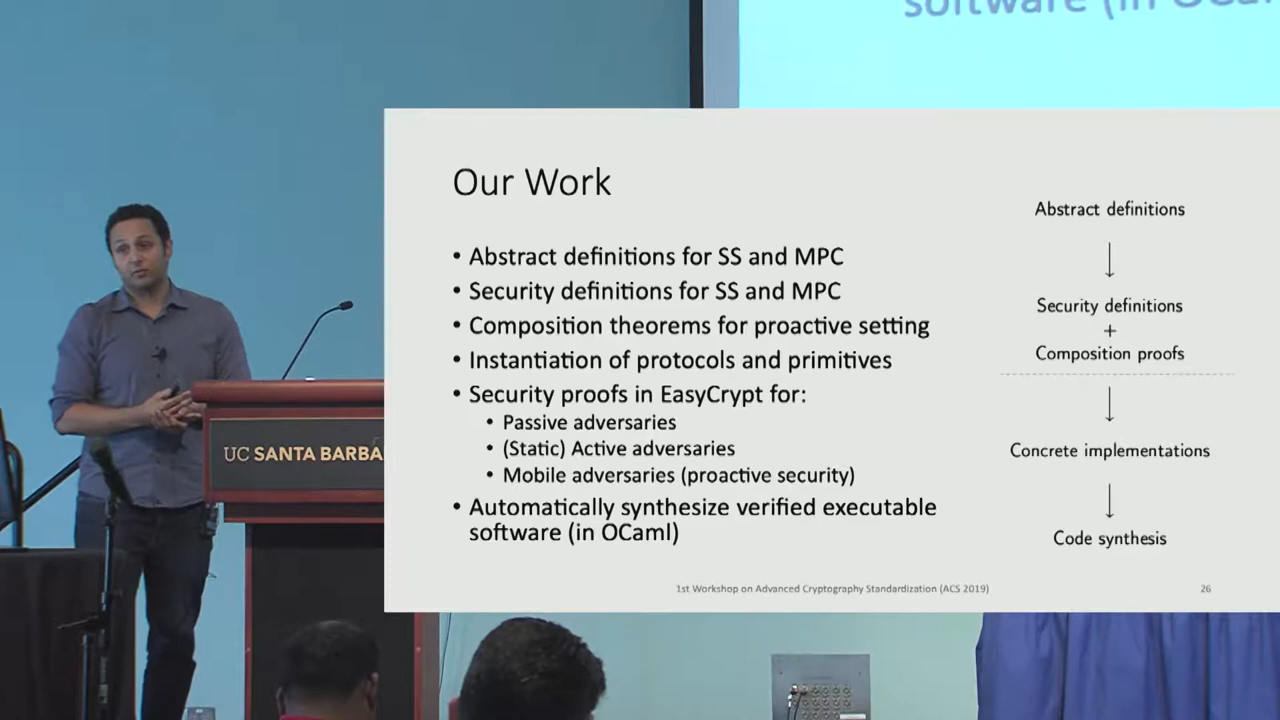 software (in OCaml
Our Work
• Abstract definitions for SS and MPC
• Security definitions for SS and MPC
• Composition theorems for proactive setting
• Instantiation of protocols and primitives
• Security proofs in EasyCrypt for:
• Passive adversaries
• (Static) Active adversaries
• Mobile adversaries (proactive security)
• Automatically synthesize verified executable
software (in OCaml)
Abstract definitions
↓
Security definitions
+
Composition proofs
↓
Concrete implementations
↓
Code synthesis
1st Workshop on Advanced Cryptography Standardization (ACS 2019)
26
UC SANTA BARBA